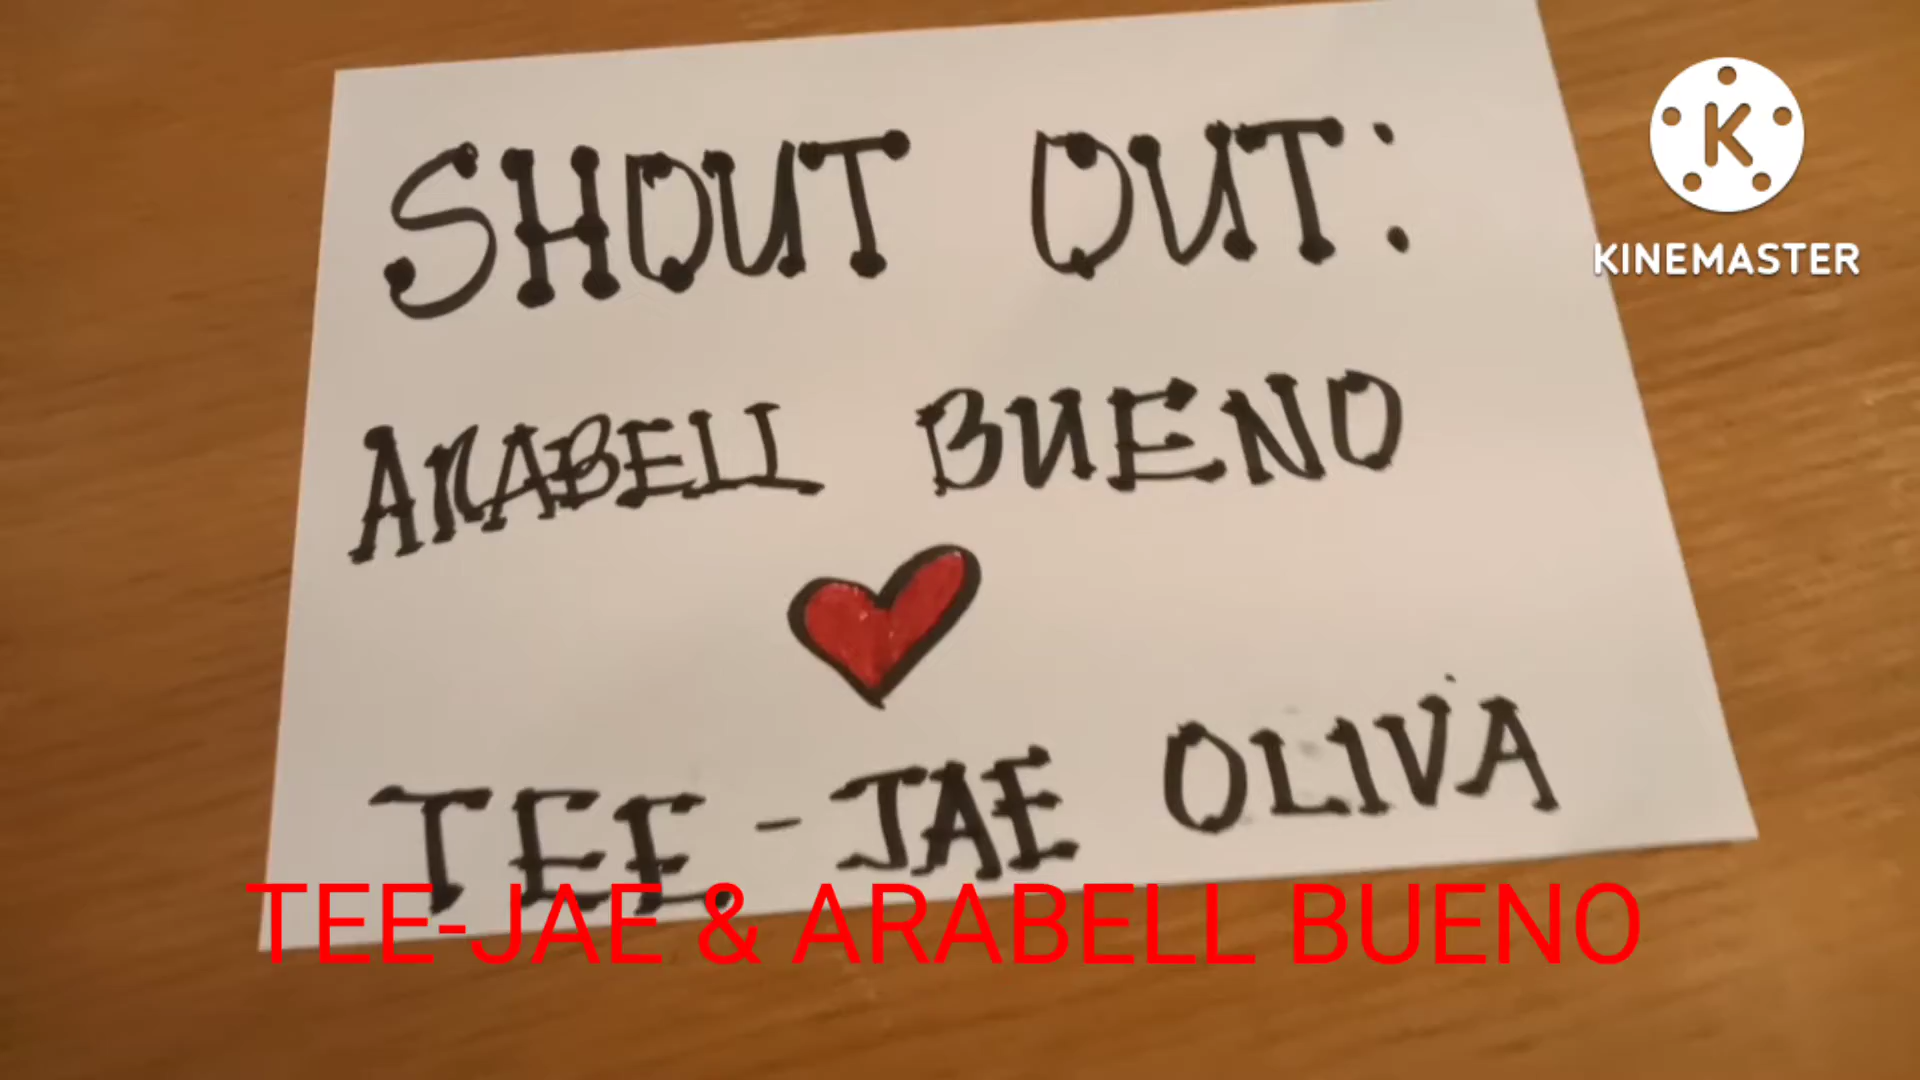 SHOUT OUT:
K
KINEMASTER
ARABELL BUENO
TEE-JAE OLIVA
TEE-JAE & ARABELL BUENO